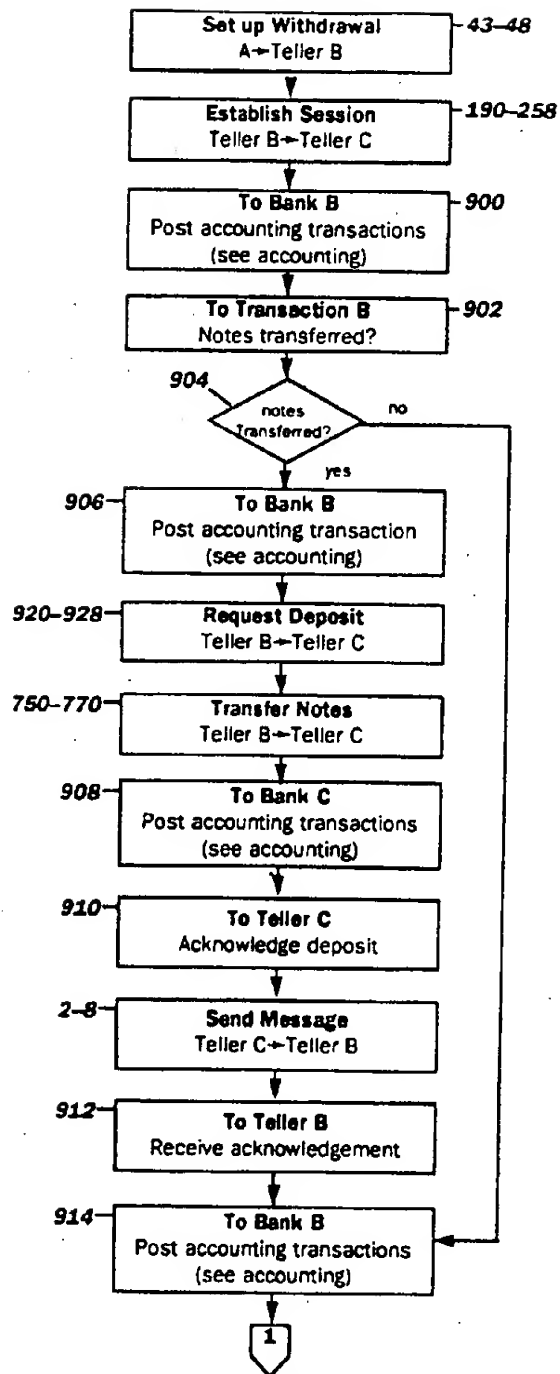 Set up Withdrawal
A→Teller B
43–48
Establish Session
Teller B→Teller C
190–258
To Bank B
Post accounting transactions
(see accounting)
900
To Transaction B
Notes transferred?
902
904
notes
Transferred?
no
yes
906
To Bank B
Post accounting transaction
(see accounting)
920–928
Request Deposit
Teller B→Teller C
750–770
Transfer Notes
Teller B→Teller C
908
To Bank C
Post accounting transactions
(see accounting)
910
To Teller C
Acknowledge deposit
2–8
Send Message
Teller C→Teller B
912
To Teller B
Receive acknowledgement
914
To Bank B
Post accounting transactions
(see accounting)
1